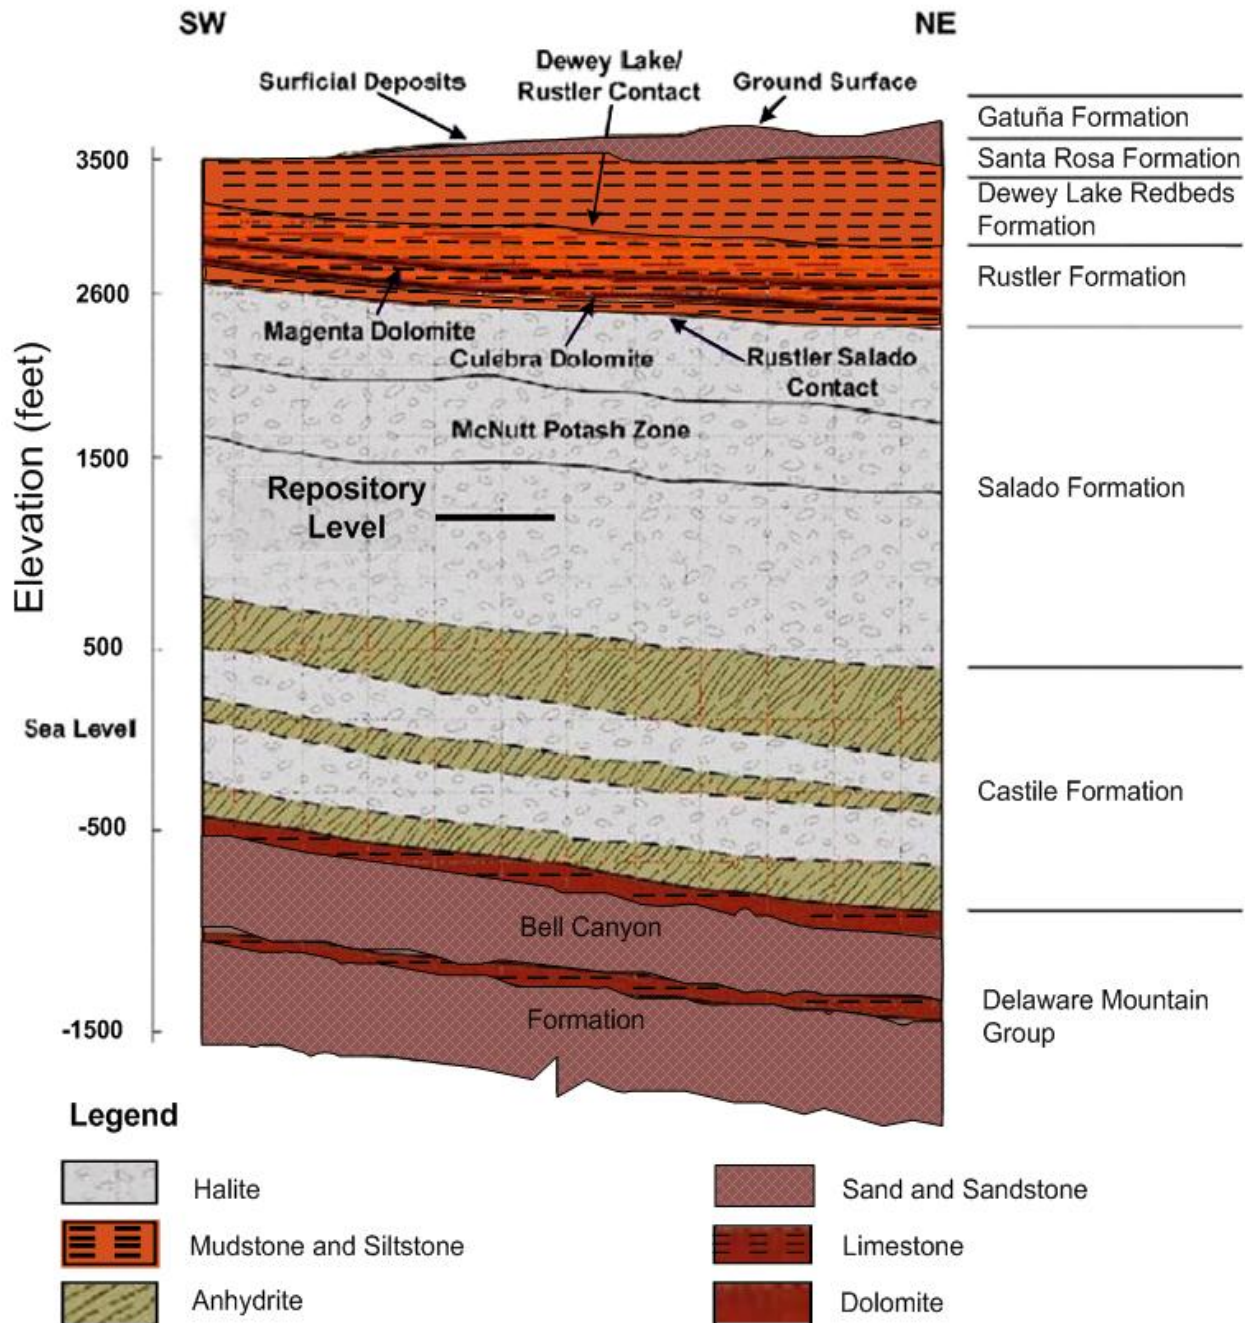 SW
NE
Surficial Deposits
Dewey Lake/
Rustler Contact
Ground Surface
Gatuña Formation
3500
Santa Rosa Formation
Dewey Lake Redbeds
Formation
Rustler Formation
2600
Magenta Dolomite
Culebra Dolomite
Rustler Salado
Contact
Elevation (feet)
McNutt Potash Zone
1500
Repository
Level
Salado Formation
500
Sea Level
Castile Formation
-500
Bell Canyon
Formation
Delaware Mountain
Group
-1500
Legend
Halite
Sand and Sandstone
Mudstone and Siltstone
Limestone
Anhydrite
Dolomite